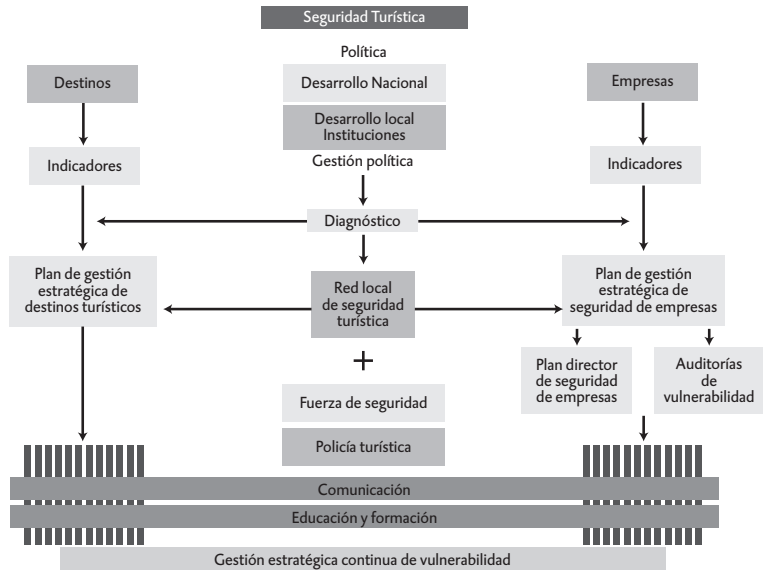 Seguridad Turística
Política
Destinos
Desarrollo Nacional
Empresas
Desarrollo local
Instituciones
Indicadores
Gestión política
Indicadores
Diagnóstico
Plan de gestión
estratégica de
destinos turísticos
Red local
de seguridad
turística
Plan de gestión
estratégica de
seguridad de empresas
+
Plan director
de seguridad
de empresas
Auditorías
de
vulnerabilidad
Fuerza de seguridad
Policía turística
Comunicación
Educación y formación
Gestión estratégica continua de vulnerabilidad